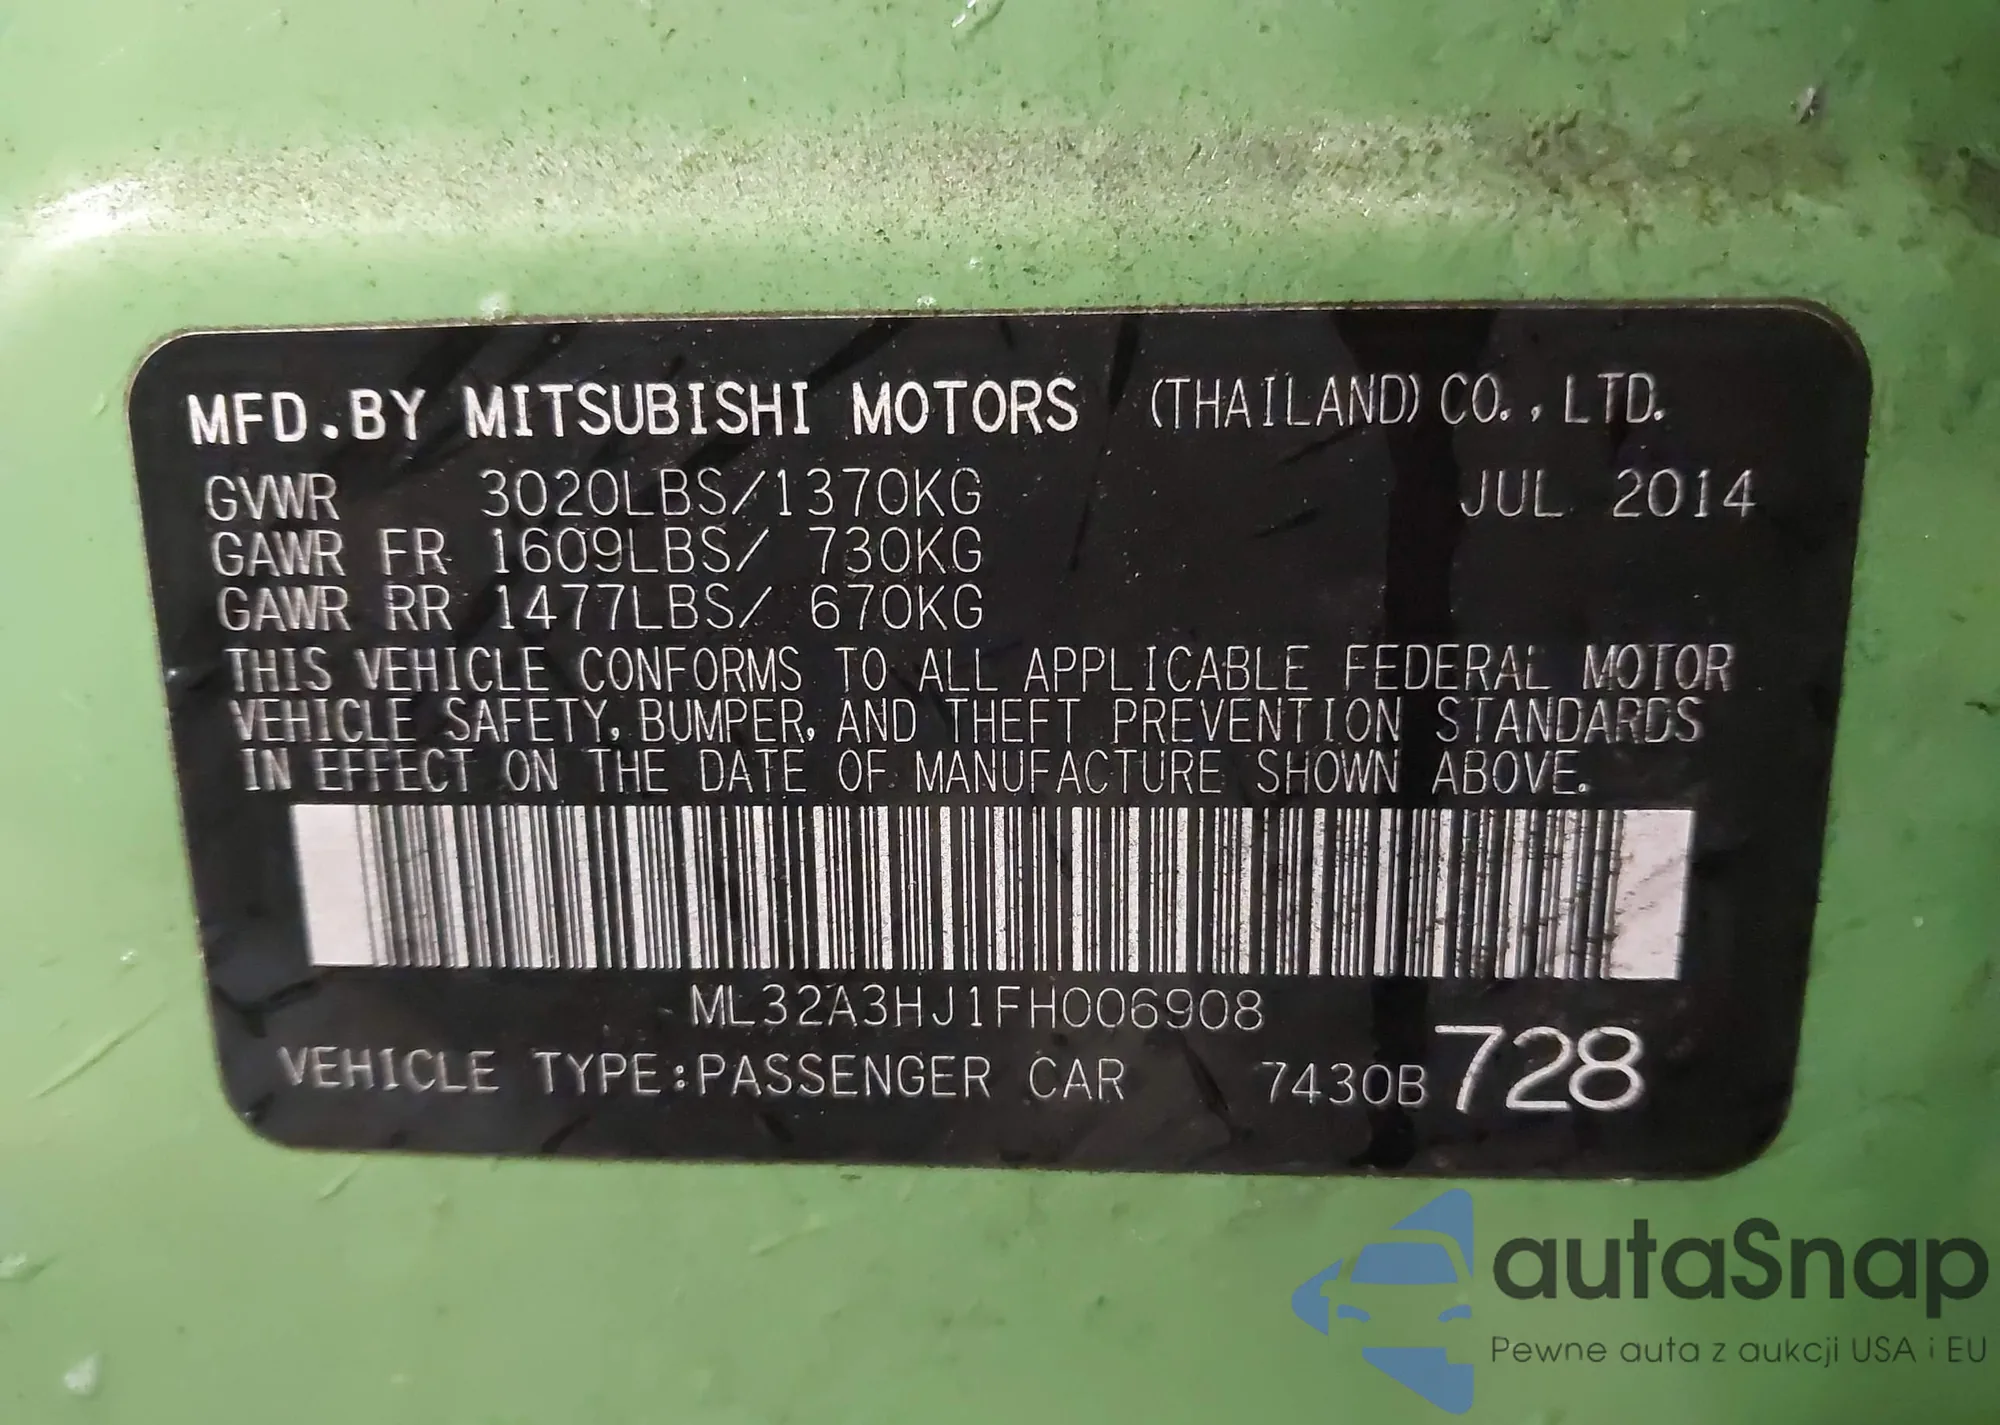 MFD.BY MITSUBISHI MOTORS (THAILAND) CO., LTD.
GVWR 3020LBS/1370KG JUL 2014
GAWR FR 1609LBS/ 730KG
GAWR RR 1477LBS/ 670KG
THIS VEHICLE CONFORMS TO ALL APPLICABLE FEDERAL MOTOR
VEHICLE SAFETY, BUMPER, AND THEFT PREVENTION STANDARDS
IN EFFECT ON THE DATE OF MANUFACTURE SHOWN ABOVE.
ML32A3HJ1FH006908
VEHICLE TYPE:PASSENGER CAR 7430B 728
autaSnap
Pewne auta z aukcji USA i EU